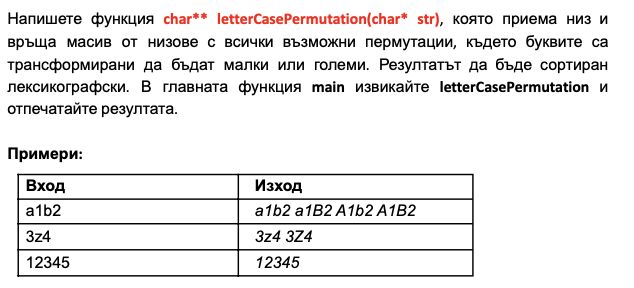 Напишете функция char** letterCasePermutation(char* str), която приема низ и
връща масив от низове с всички възможни пермутации, където буквите са
трансформирани да бъдат малки или големи. Резултатът да бъде сортиран
лексикографски. В главната функция main извикайте letterCasePermutation и
отпечатайте резултата.
Примери:
Вход Изход
a1b2 a1b2 a1B2 A1b2 A1B2
3z4 3z4 3Z4
12345 12345